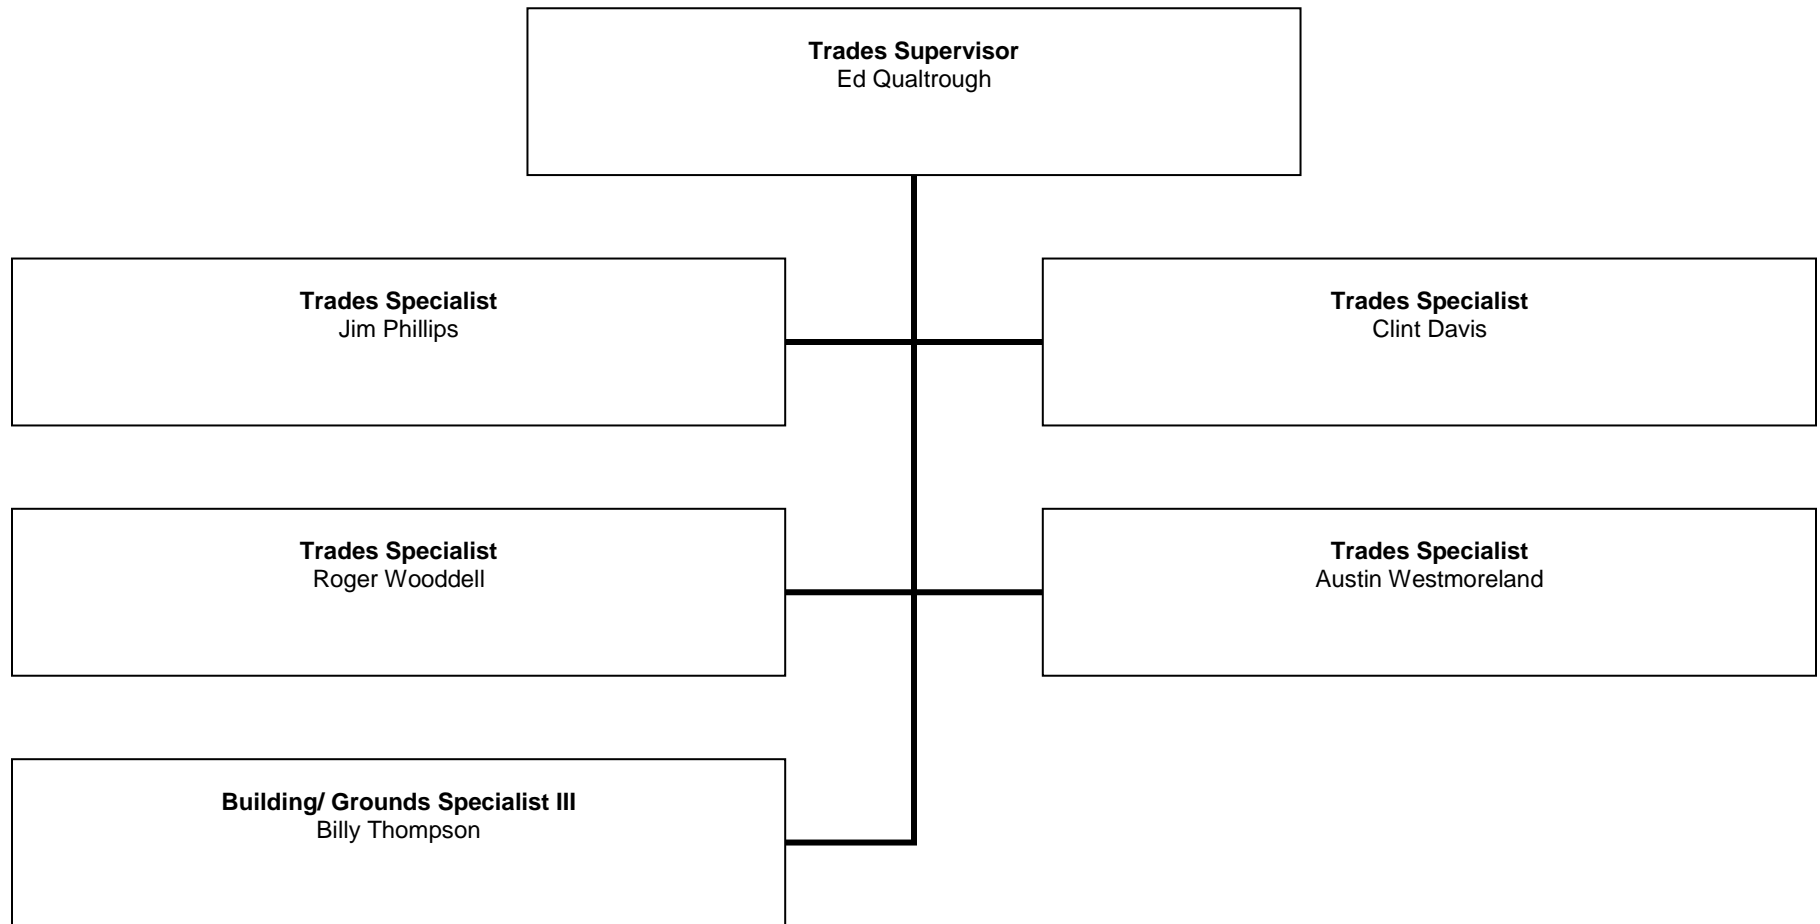 Trades Supervisor
Ed Qualtrough
Trades Specialist
Jim Phillips
Trades Specialist
Clint Davis
Trades Specialist
Roger Wooddell
Trades Specialist
Austin Westmoreland
Building/ Grounds Specialist III
Billy Thompson